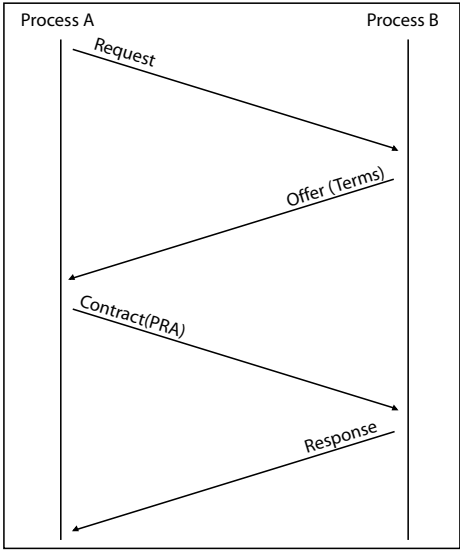 Process A
Process B
Request
Offer (Terms)
Contract(PRA)
Response